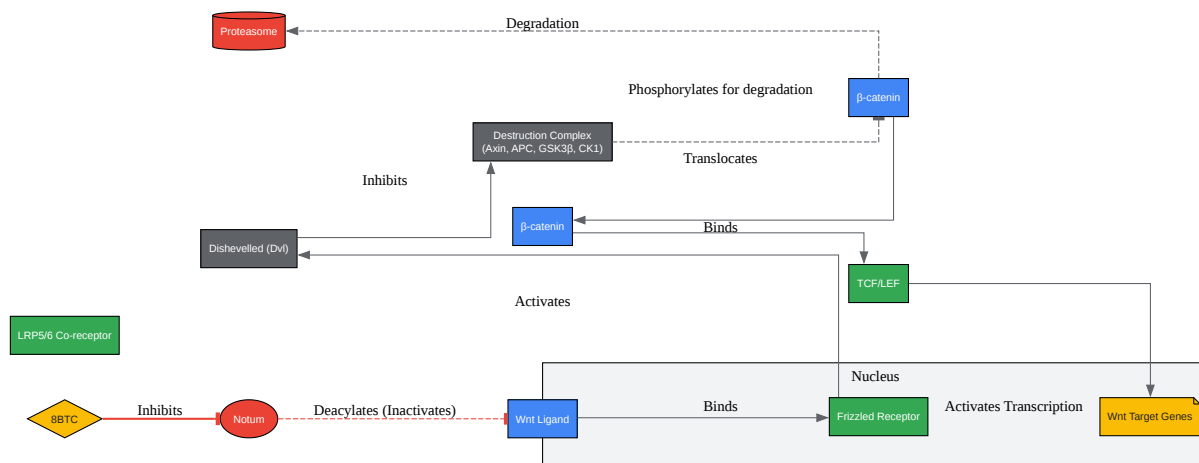 Degradation
Proteasome
Phosphorylates for degradation
β-catenin
Destruction Complex
(Axin, APC, GSK3β, CK1)
Translocates
Inhibits
β-catenin
Binds
Dishevelled (Dvl)
TCF/LEF
Activates
LRP5/6 Co-receptor
Nucleus
8BTC
Inhibits
Notum
Deacylates (Inactivates)
Wnt Ligand
Binds
Frizzled Receptor
Activates Transcription
Wnt Target Genes